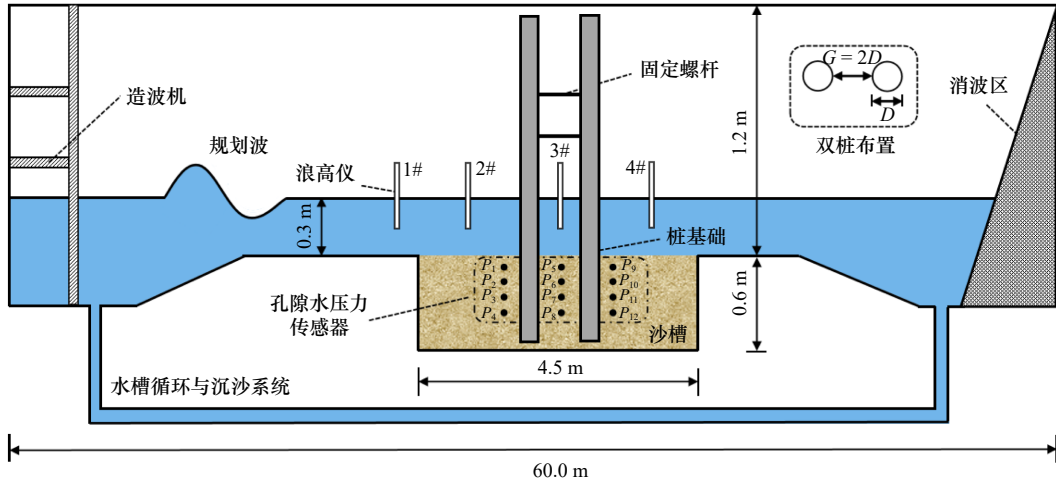 造波机
规划波
浪高仪
1#
2#
3#
4#
固定螺杆
G = 2D
D
双桩布置
消波区
1.2 m
0.3 m
桩基础
P1
P2
P3
P4
P5
P6
P7
P8
P9
P10
P11
P12
孔隙水压力
传感器
沙槽
0.6 m
4.5 m
水槽循环与沉沙系统
60.0 m